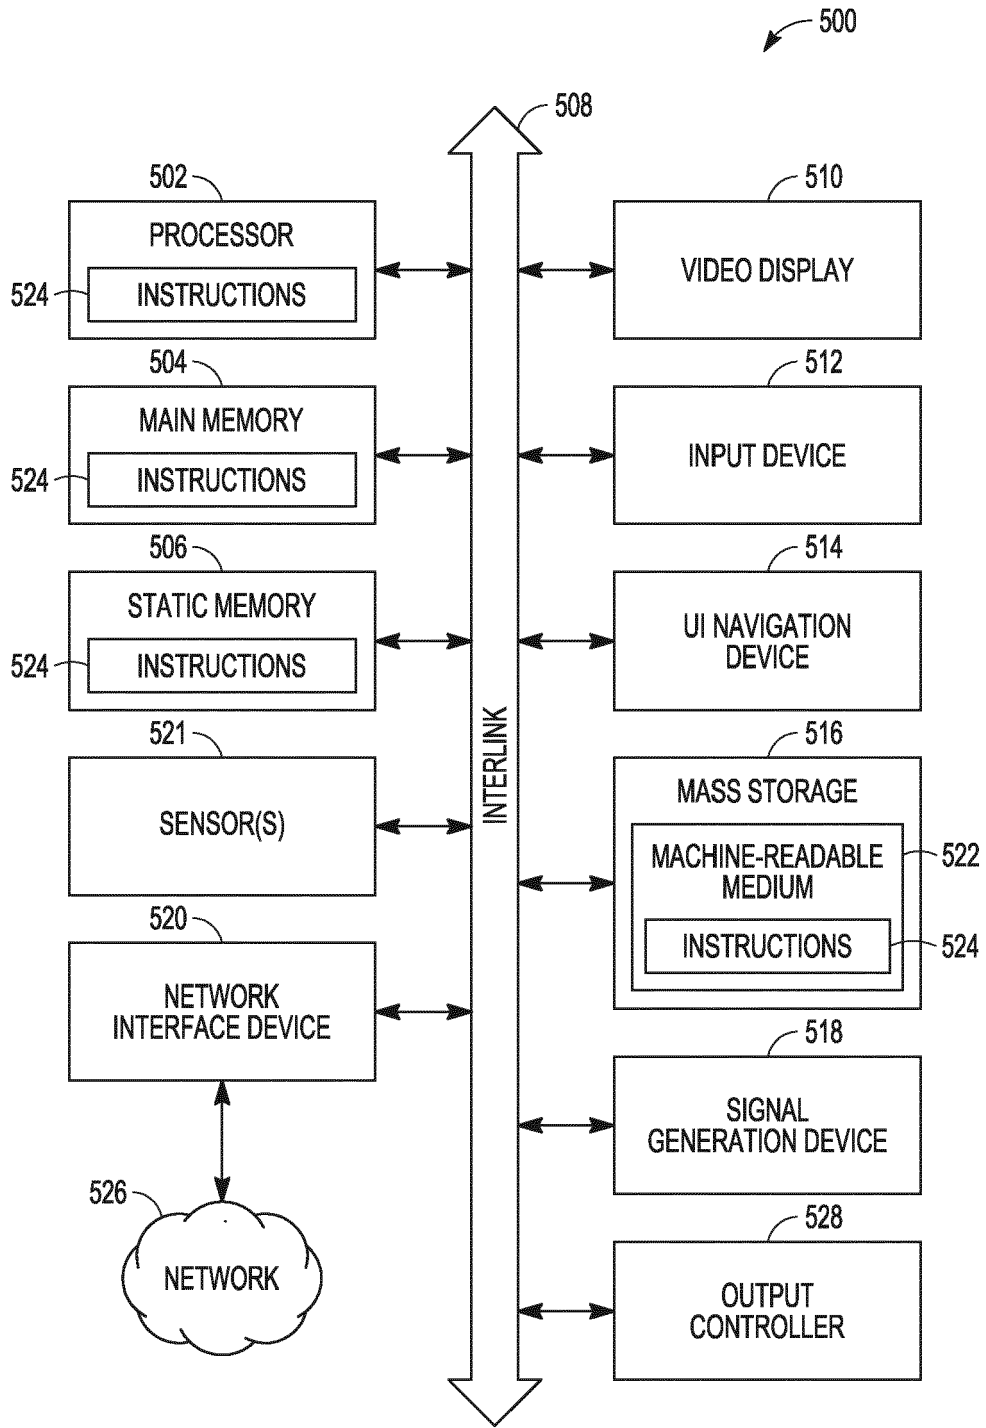 500
508
502
PROCESSOR
524
INSTRUCTIONS
504
MAIN MEMORY
524
INSTRUCTIONS
506
STATIC MEMORY
524
INSTRUCTIONS
521
SENSOR(S)
520
NETWORK
INTERFACE DEVICE
526
NETWORK
INTERLINK
510
VIDEO DISPLAY
512
INPUT DEVICE
514
UI NAVIGATION
DEVICE
516
MASS STORAGE
MACHINE-READABLE
MEDIUM
522
INSTRUCTIONS
524
518
SIGNAL
GENERATION DEVICE
528
OUTPUT
CONTROLLER